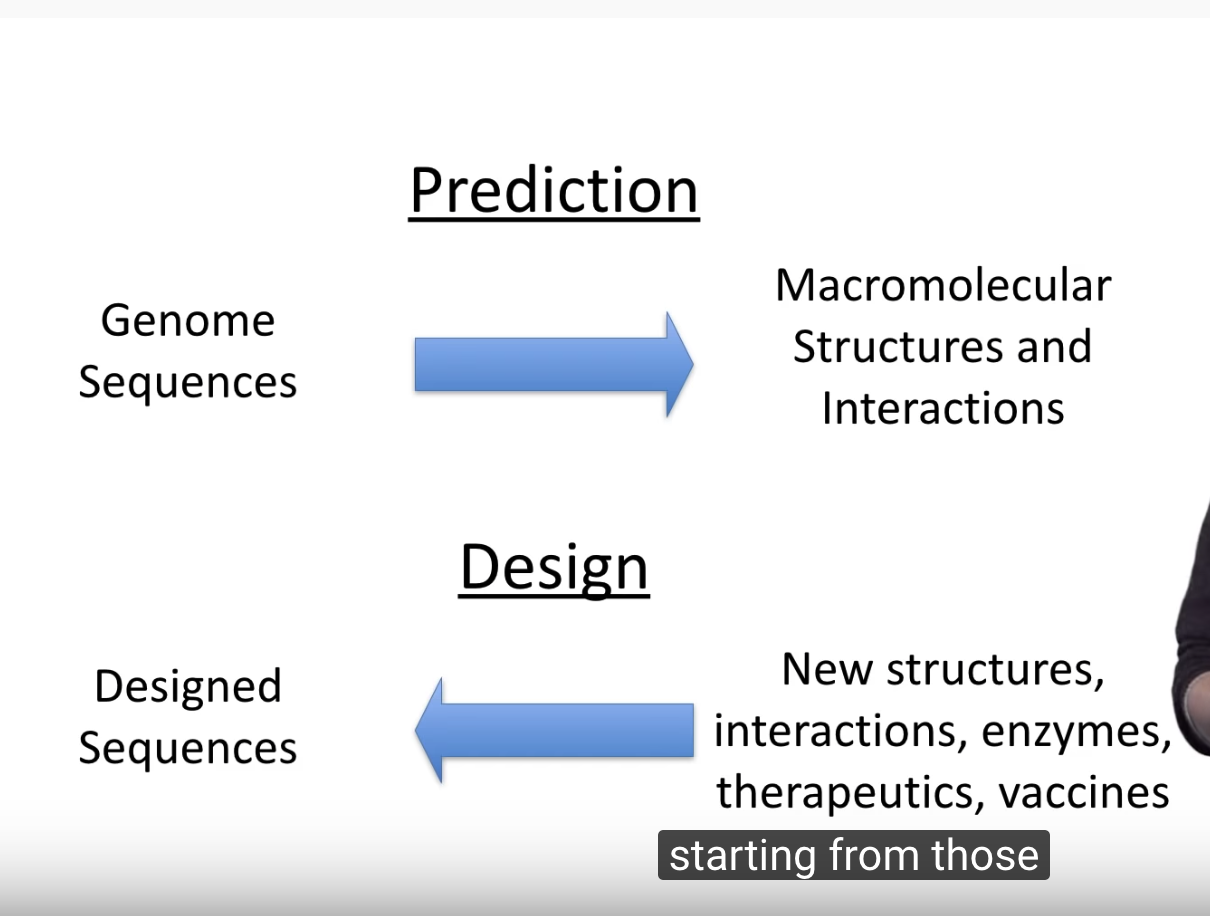 Prediction
Genome
Sequences
Macromolecular
Structures and
Interactions
Design
Designed
Sequences
New structures,
interactions, enzymes,
therapeutics, vaccines
starting from those